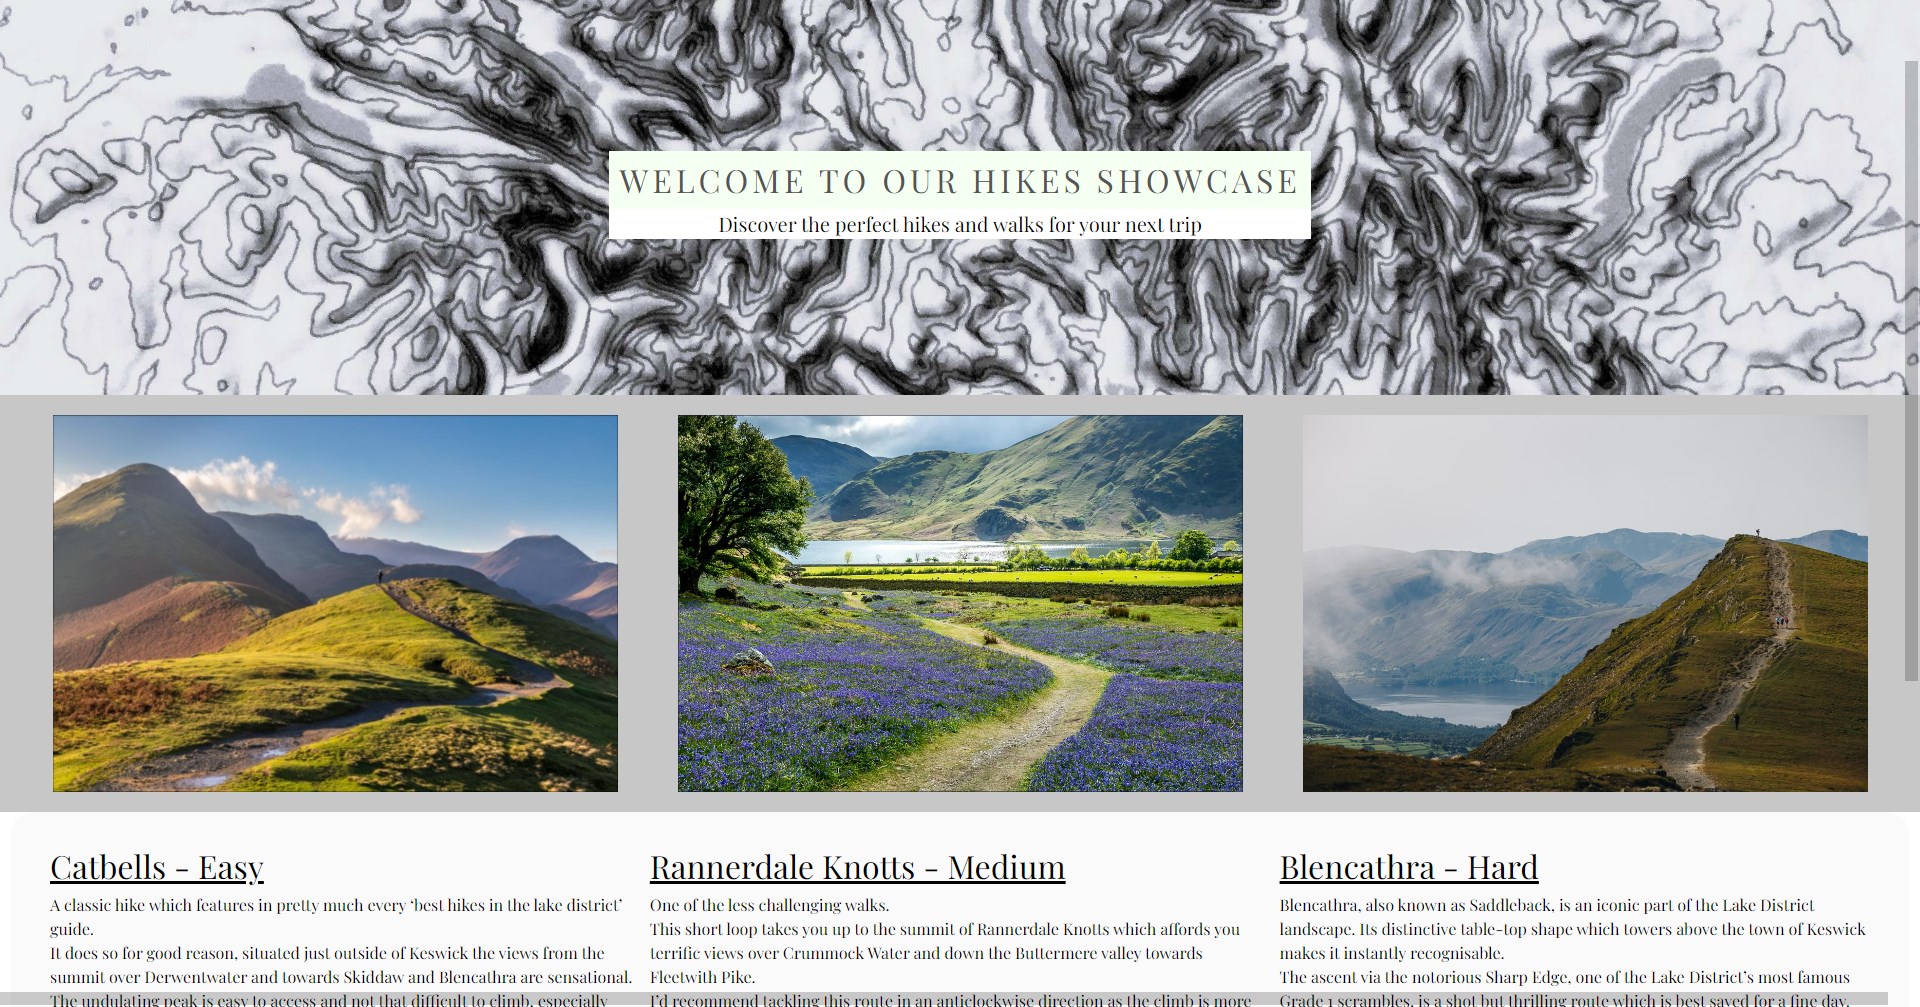 WELCOME TO OUR HIKES SHOWCASE
Discover the perfect hikes and walks for your next trip
Catbells - Easy
A classic hike which features in pretty much every ‘best hikes in the lake district’
guide.
It does so for good reason, situated just outside of Keswick the views from the
summit over Derwentwater and towards Skiddaw and Blencathra are sensational.
The undulating peak is easy to access and not that difficult to climb, especially
Rannerdale Knotts - Medium
One of the less challenging walks.
This short loop takes you up to the summit of Rannerdale Knotts which affords you
terrific views over Crummock Water and down the Buttermere valley towards
Fleetwith Pike.
I’d recommend tackling this route in an anticlockwise direction as the climb is more
Blencathra - Hard
Blencathra, also known as Saddleback, is an iconic part of the Lake District
landscape. Its distinctive table-top shape which towers above the town of Keswick
makes it instantly recognisable.
The ascent via the notorious Sharp Edge, one of the Lake District’s most famous
Grade 1 scrambles, is a shot but thrilling route which is best saved for a fine day.